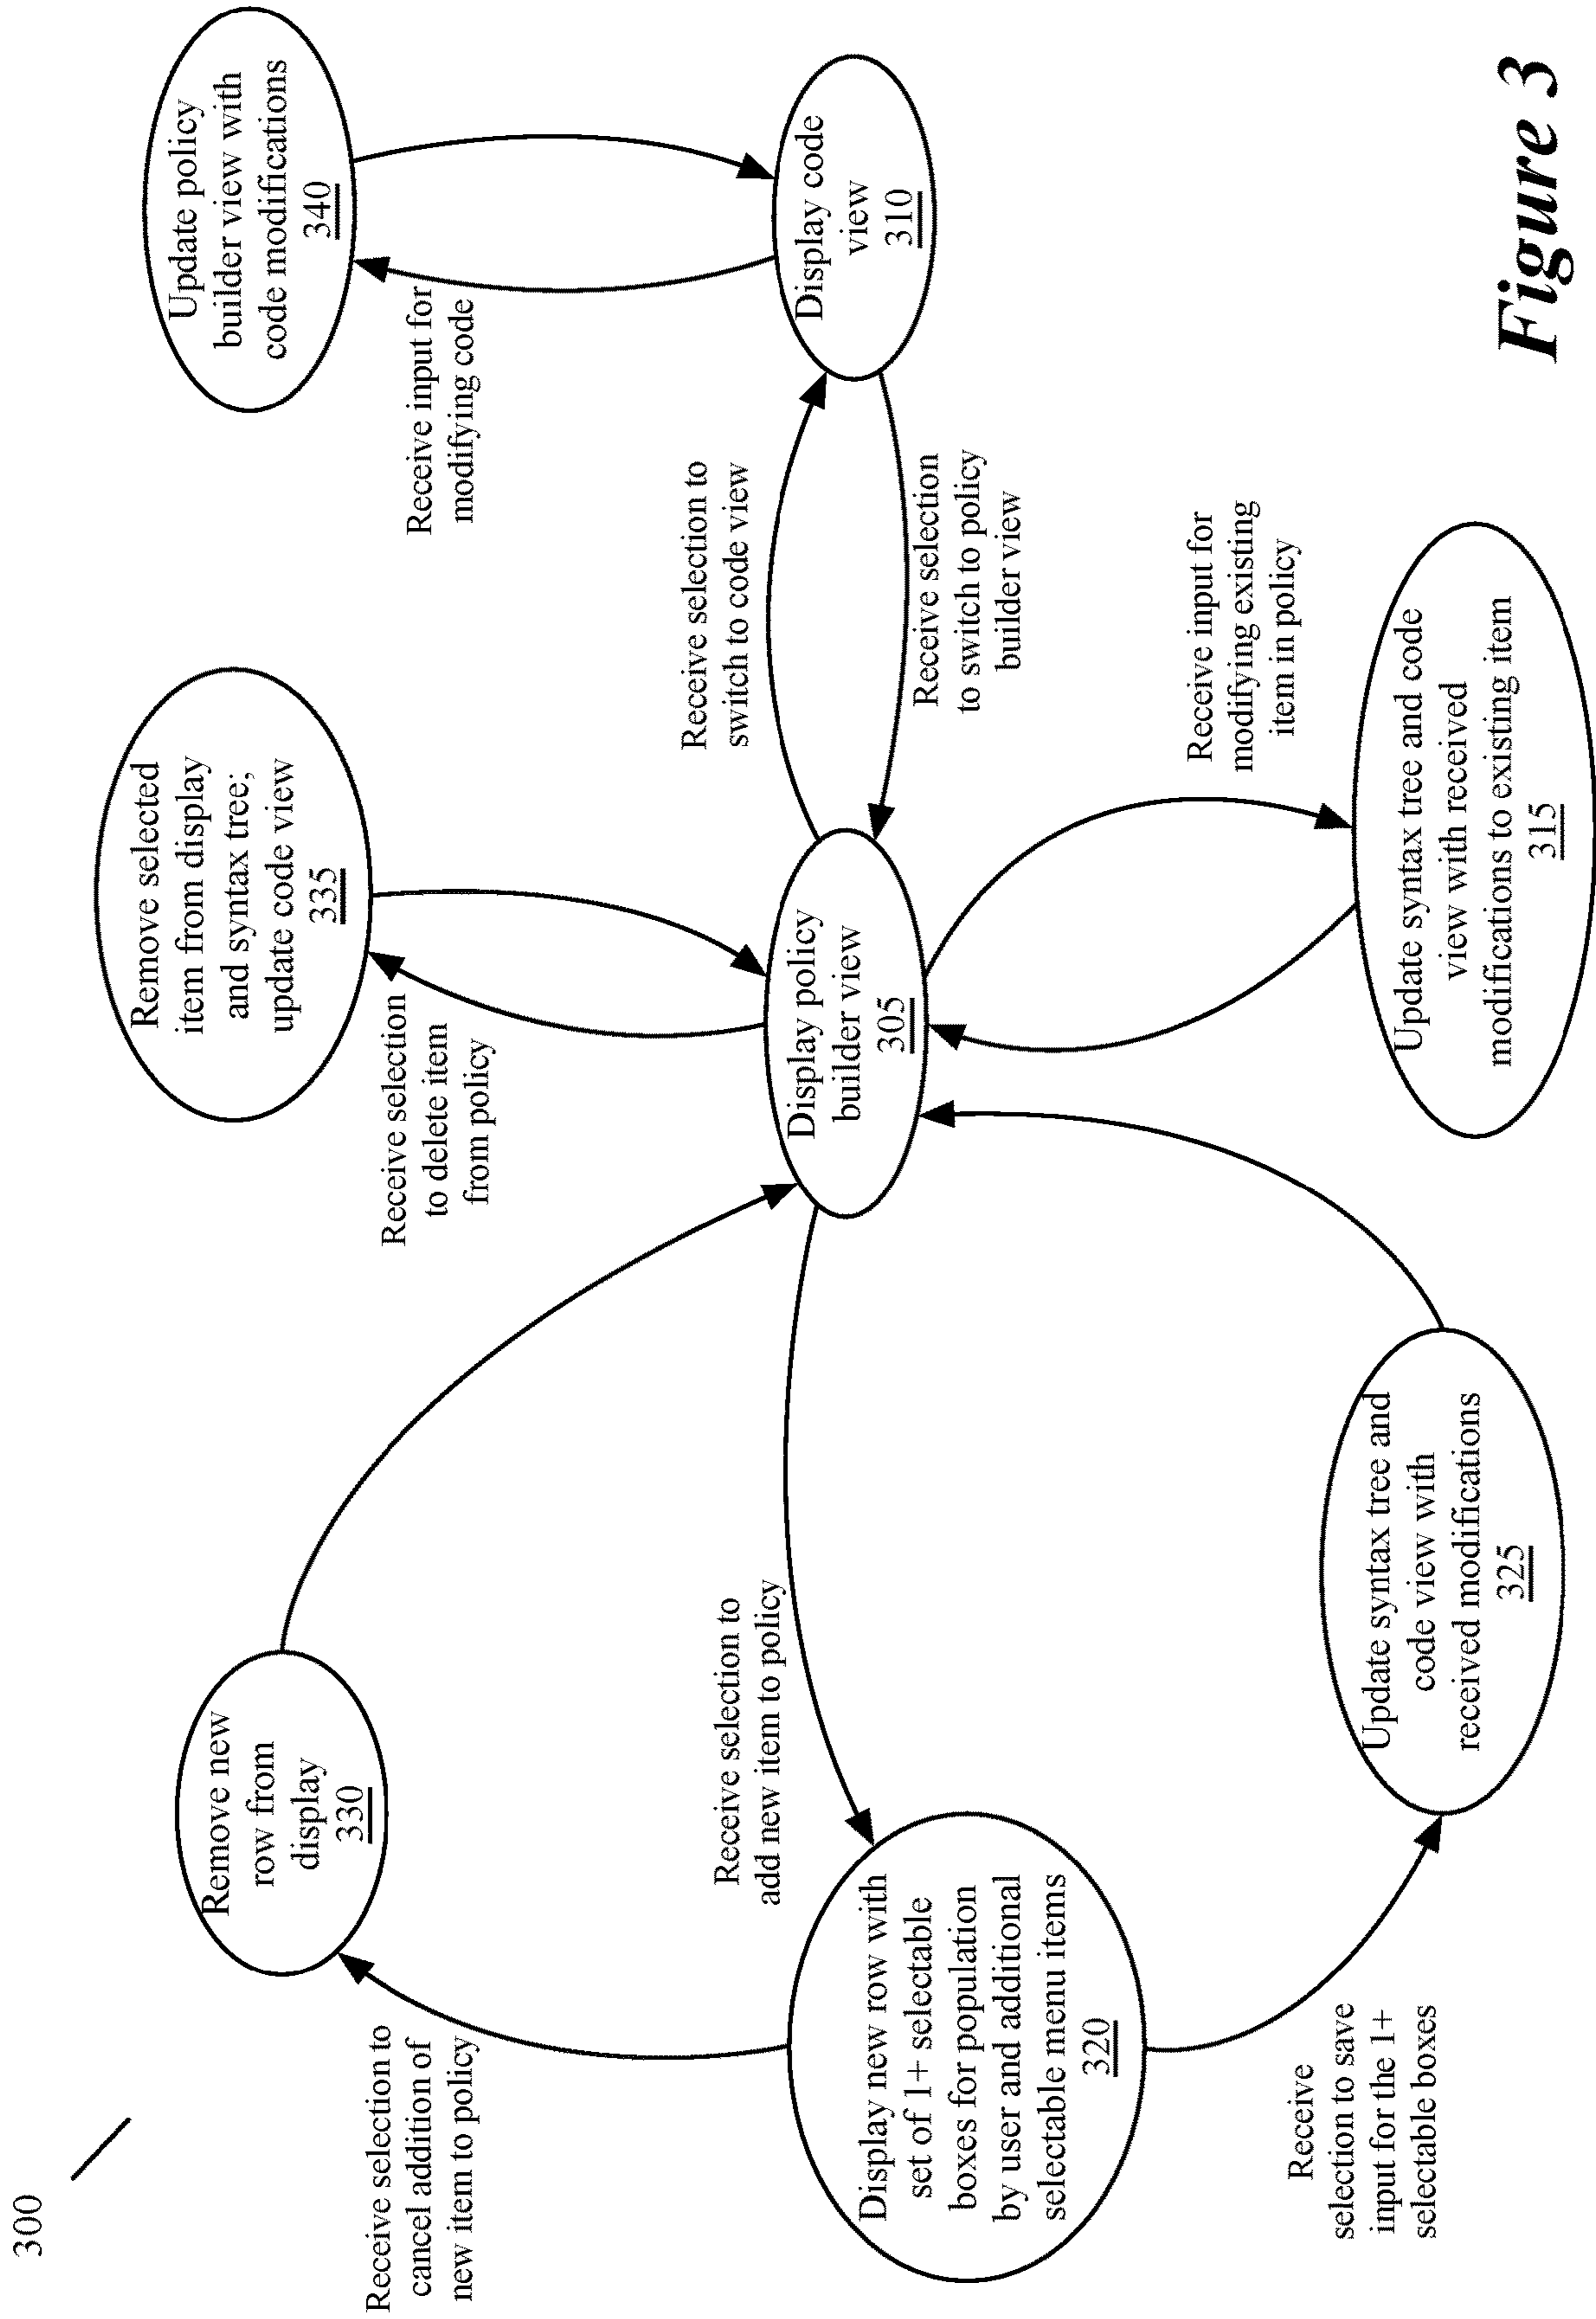 300
Receive selection to
cancel addition of
new item to policy
Remove new
row from
display
330
Receive selection
to delete item
from policy
Remove selected
item from display
and syntax tree;
update code view
335
Update policy
builder view with
code modifications
340
Receive input for
modifying code
Receive selection to
add new item to policy
Display new row with
set of 1+ selectable
boxes for population
by user and additional
selectable menu items
320
Display policy
builder view
305
Receive selection to
switch to code view
Receive selection
to switch to policy
builder view
Display code
view
310
Receive
selection to save
input for the 1+
selectable boxes
Update syntax tree and
code view with
received modifications
325
Receive input for
modifying existing
item in policy
Update syntax tree and code
view with received
modifications to existing item
315
Figure 3